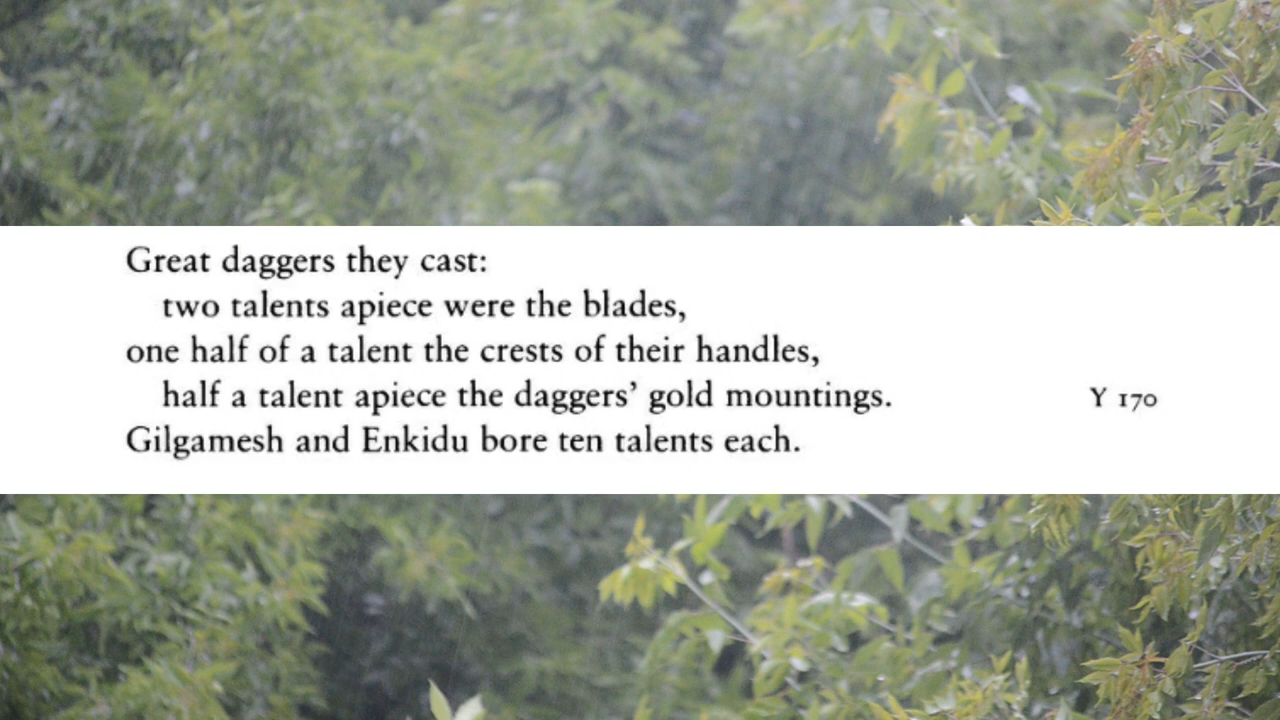 Great daggers they cast:
two talents apiece were the blades,
one half of a talent the crests of their handles,
half a talent apiece the daggers’ gold mountings. Y 170
Gilgamesh and Enkidu bore ten talents each.